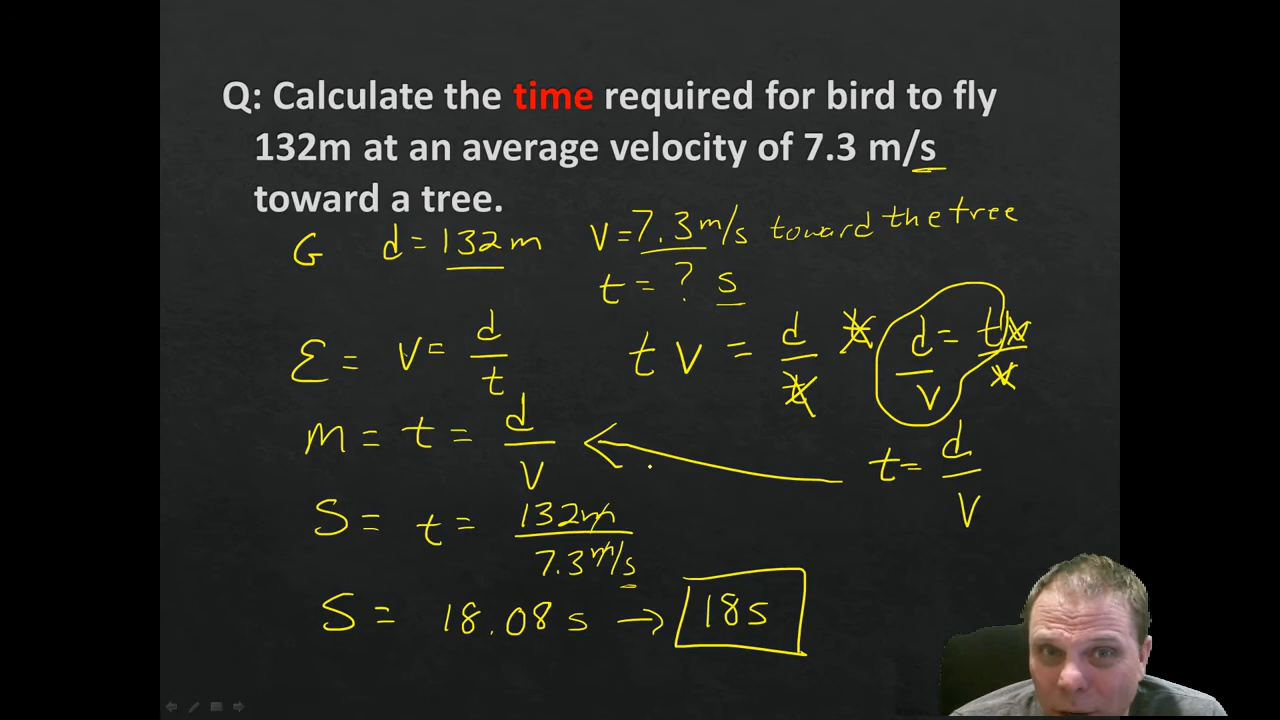 Q: Calculate the time required for bird to fly
132m at an average velocity of 7.3 m/s
toward a tree.
G d = 132m v = 7.3 m/s toward the tree
t = ? s
E = v = d/t t v = d/t t d/v = tv/v
m = t = d/v t = d/v
S = t = 132m / 7.3 m/s
S = 18.08 s → 18s